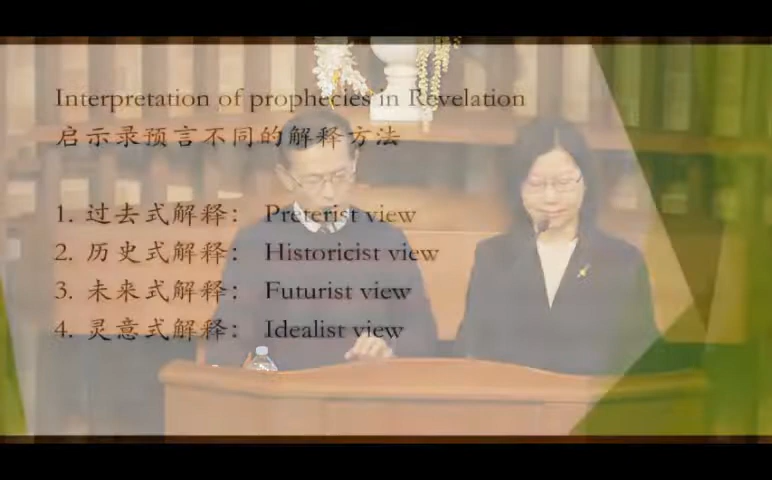 Interpretation of prophecies in Revelation
启示录预言不同的解释方法
1. 过去式解释： Preterist view
2. 历史式解释： Historicist view
3. 未来式解释： Futurist view
4. 灵意式解释： Idealist view